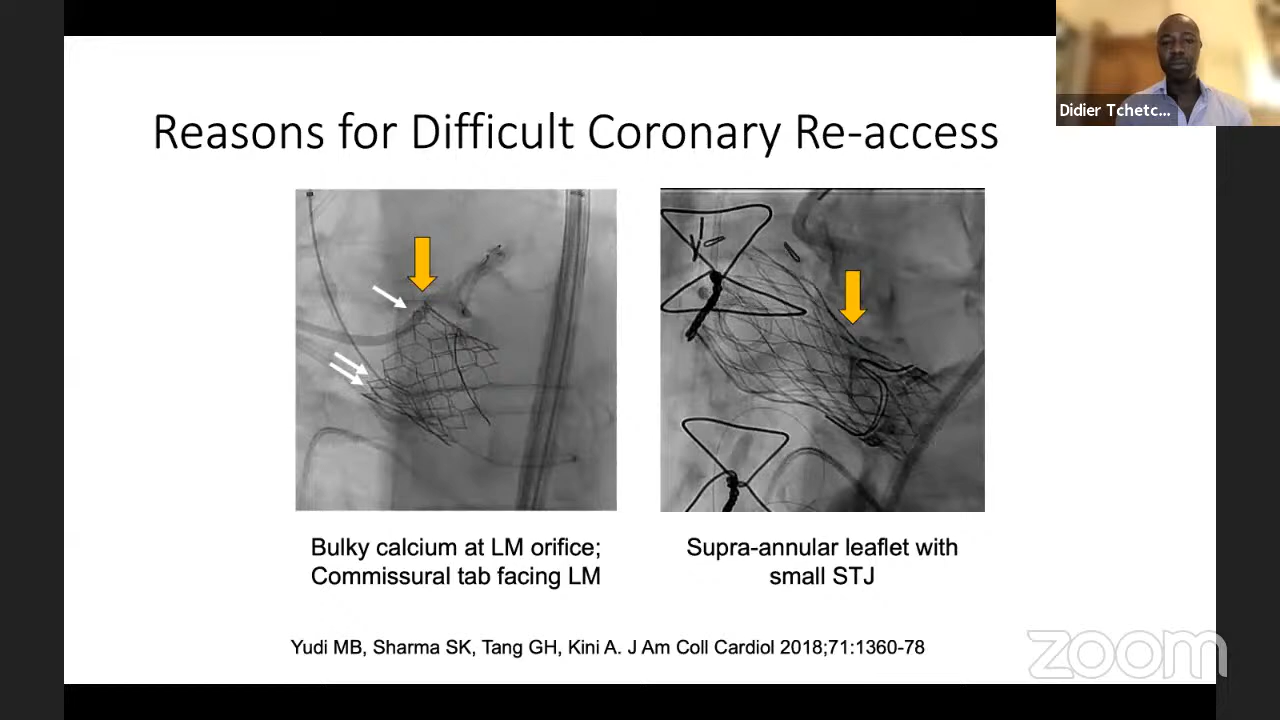 Didier Tchetc...
Reasons for Difficult Coronary Re-access
Bulky calcium at LM orifice;
Commissural tab facing LM
Supra-annular leaflet with
small STJ
Yudi MB, Sharma SK, Tang GH, Kini A. J Am Coll Cardiol 2018;71:1360-78
zoom